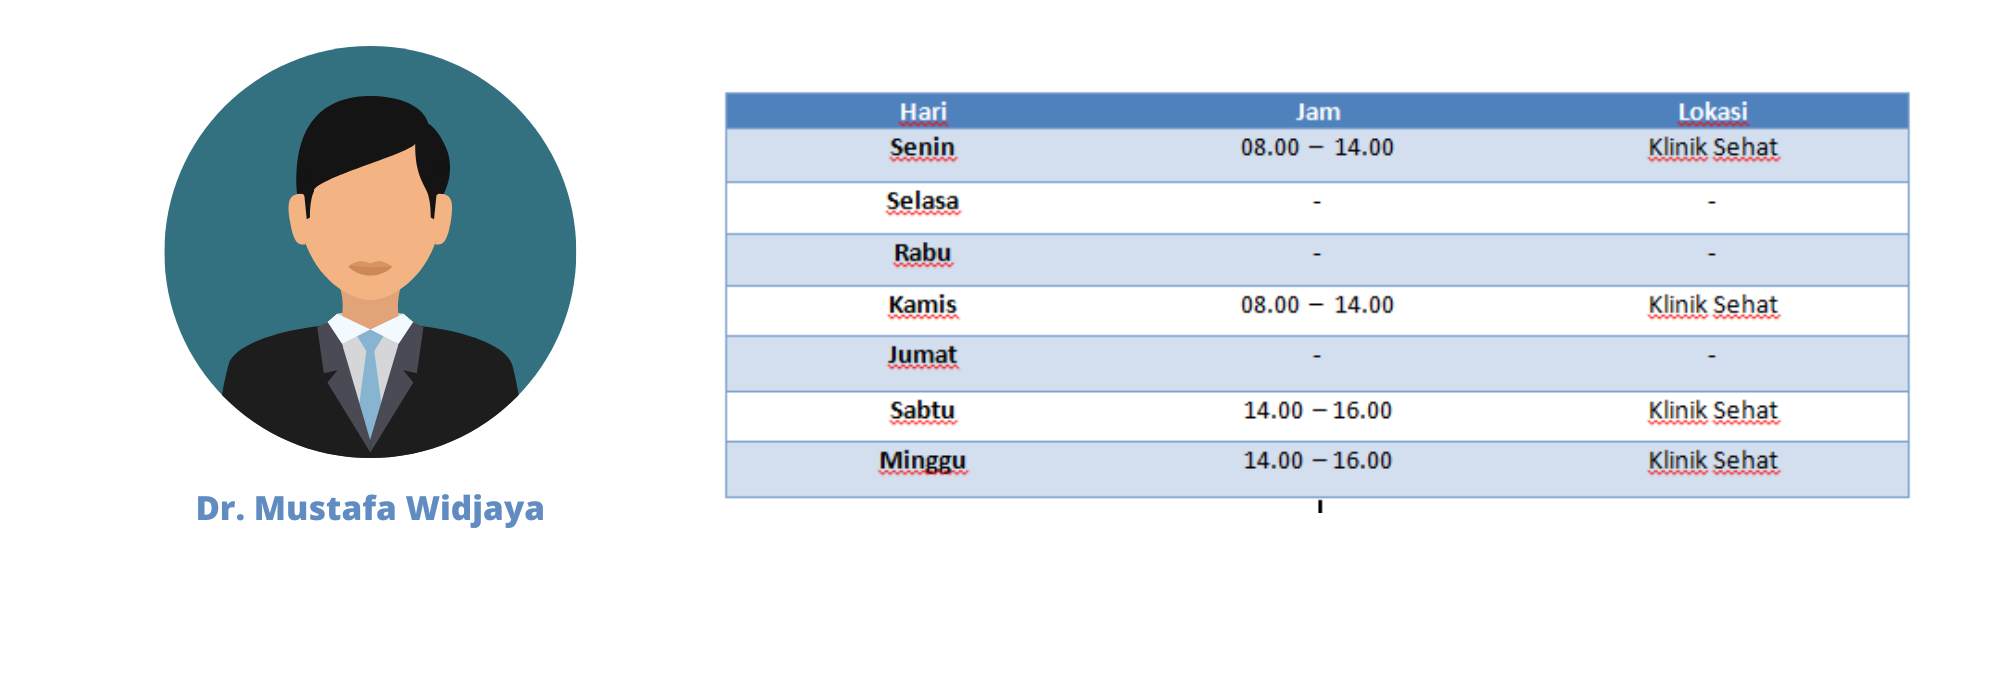 Dr. Mustafa Widjaya
Hari Jam Lokasi
Senin 08.00 – 14.00 Klinik Sehat
Selasa - -
Rabu - -
Kamis 08.00 – 14.00 Klinik Sehat
Jumat - -
Sabtu 14.00 – 16.00 Klinik Sehat
Minggu 14.00 – 16.00 Klinik Sehat